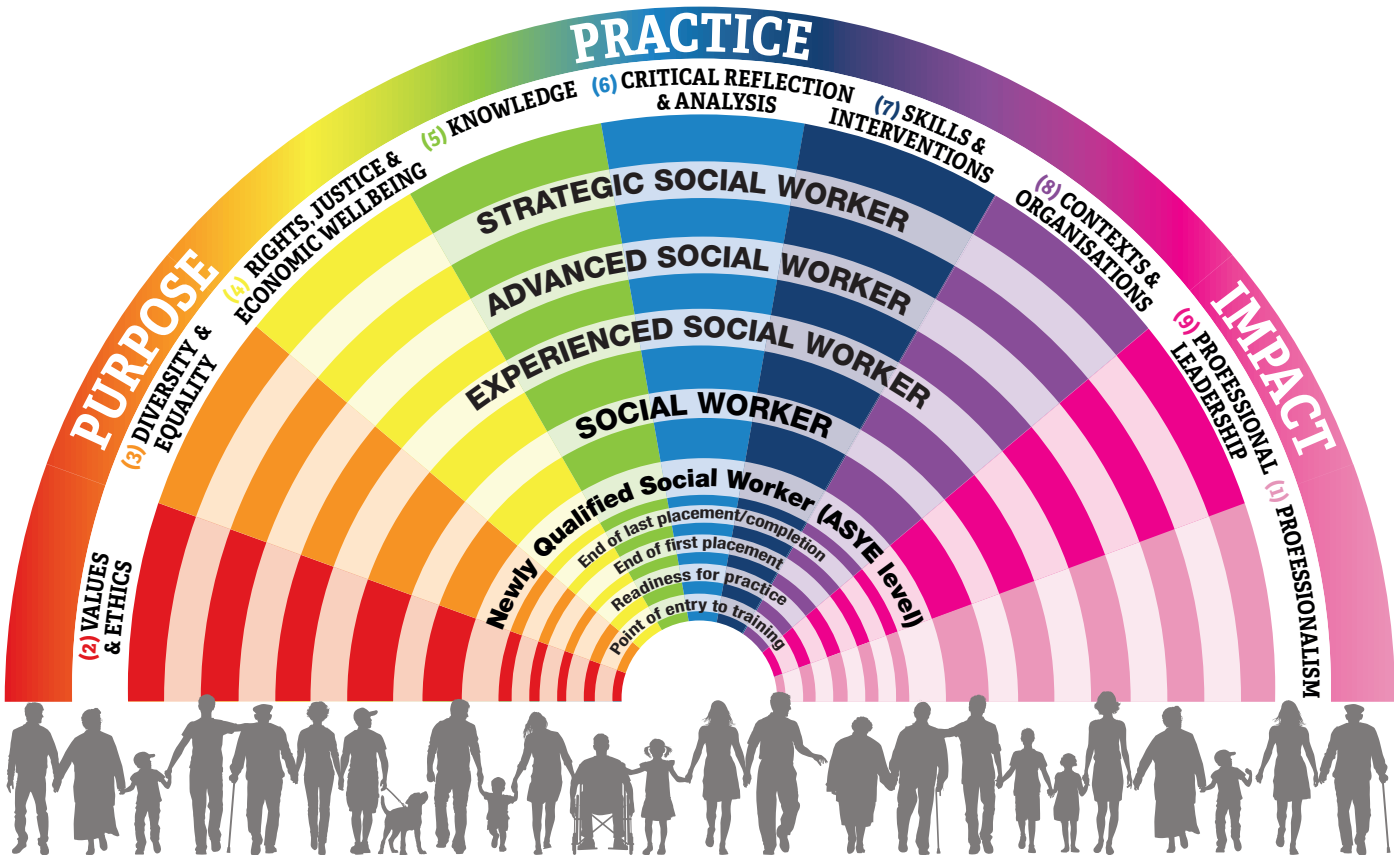 PURPOSE
PRACTICE
IMPACT
(2) VALUES
& ETHICS
(3) DIVERSITY &
EQUALITY
(4) RIGHTS, JUSTICE &
ECONOMIC WELLBEING
(5) KNOWLEDGE
(6) CRITICAL REFLECTION
& ANALYSIS
(7) SKILLS &
INTERVENTIONS
(8) CONTEXTS &
ORGANISATIONS
(9) PROFESSIONAL
LEADERSHIP
(1) PROFESSIONALISM
STRATEGIC SOCIAL WORKER
ADVANCED SOCIAL WORKER
EXPERIENCED SOCIAL WORKER
SOCIAL WORKER
Newly Qualified Social Worker (ASYE level)
End of last placement/completion
End of first placement
Readiness for practice
Point of entry to training